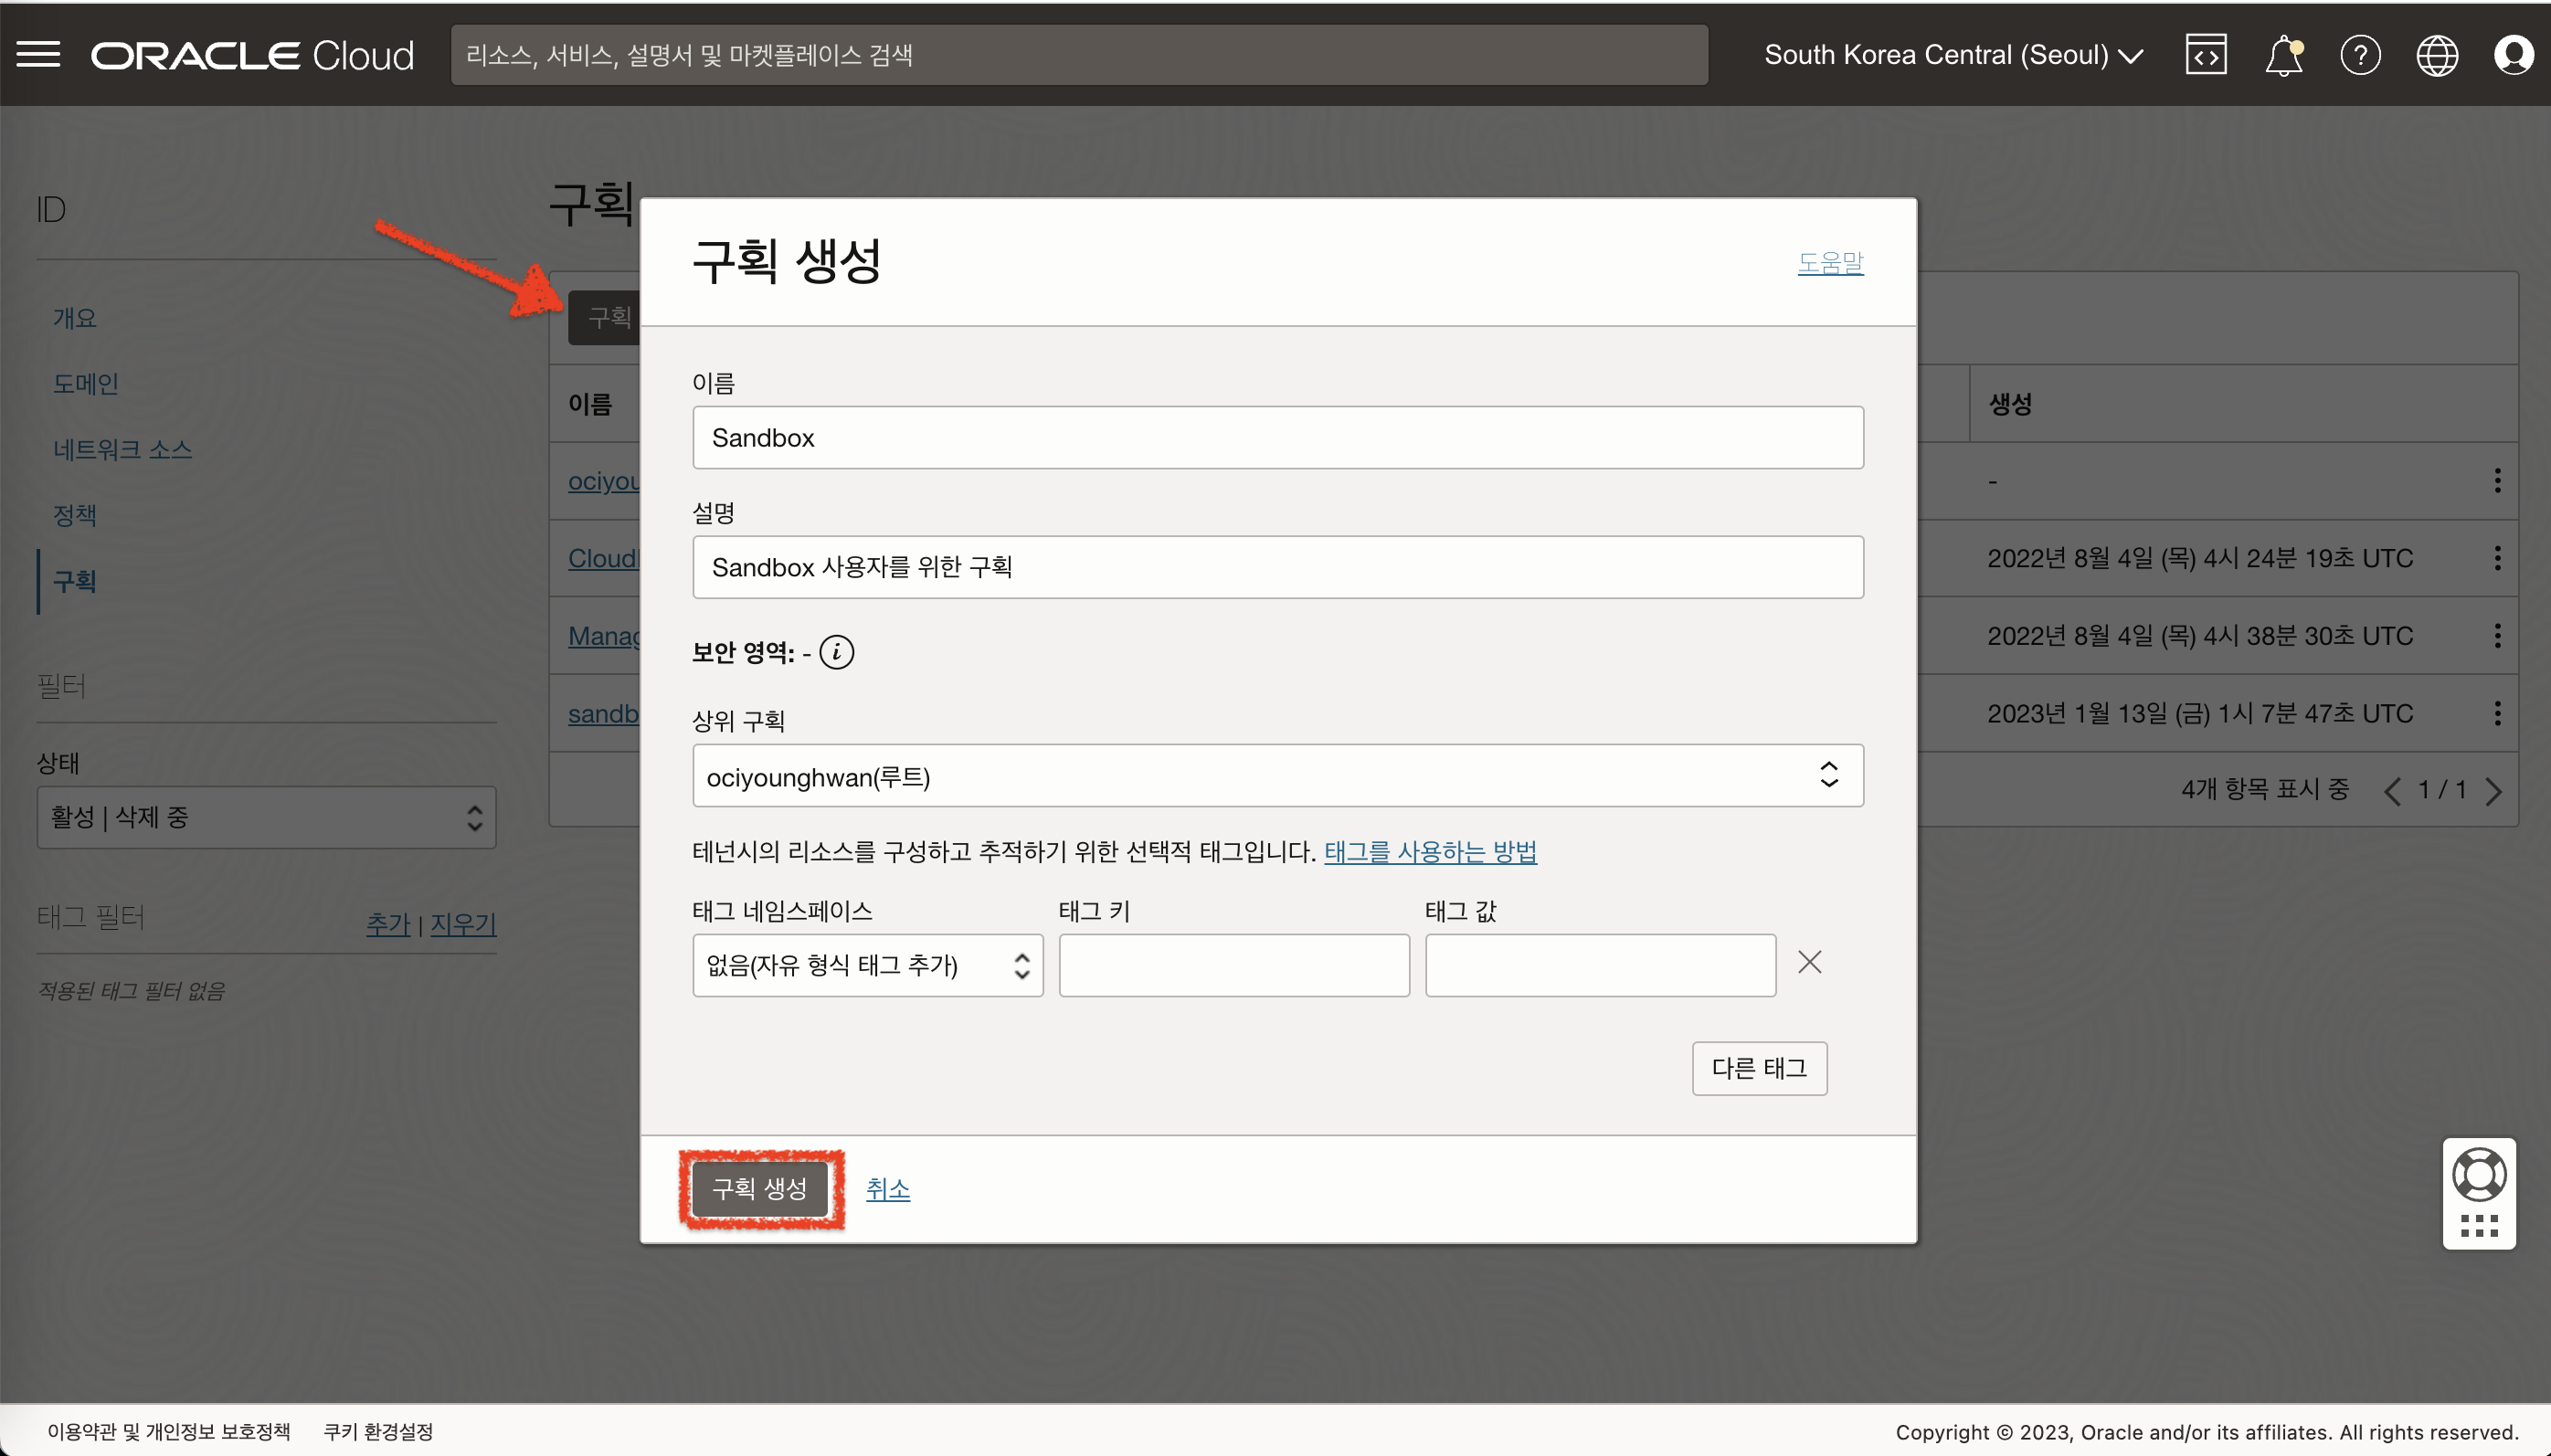 ORACLE Cloud
리소스, 서비스, 설명서 및 마켓플레이스 검색
South Korea Central (Seoul)
ID
개요
도메인
네트워크 소스
정책
구획
필터
상태
활성 | 삭제 중
태그 필터
추가 | 지우기
적용된 태그 필터 없음
구획
구획
이름
생성
-
2022년 8월 4일 (목) 4시 24분 19초 UTC
2022년 8월 4일 (목) 4시 38분 30초 UTC
2023년 1월 13일 (금) 1시 7분 47초 UTC
4개 항목 표시 중
1 / 1
구획 생성
도움말
이름
Sandbox
설명
Sandbox 사용자를 위한 구획
보안 영역: -
상위 구획
ociyounghwan(루트)
테넌시의 리소스를 구성하고 추적하기 위한 선택적 태그입니다. 태그를 사용하는 방법
태그 네임스페이스
태그 키
태그 값
없음(자유 형식 태그 추가)
다른 태그
구획 생성
취소
이용약관 및 개인정보 보호정책
쿠키 환경설정
Copyright © 2023, Oracle and/or its affiliates. All rights reserved.